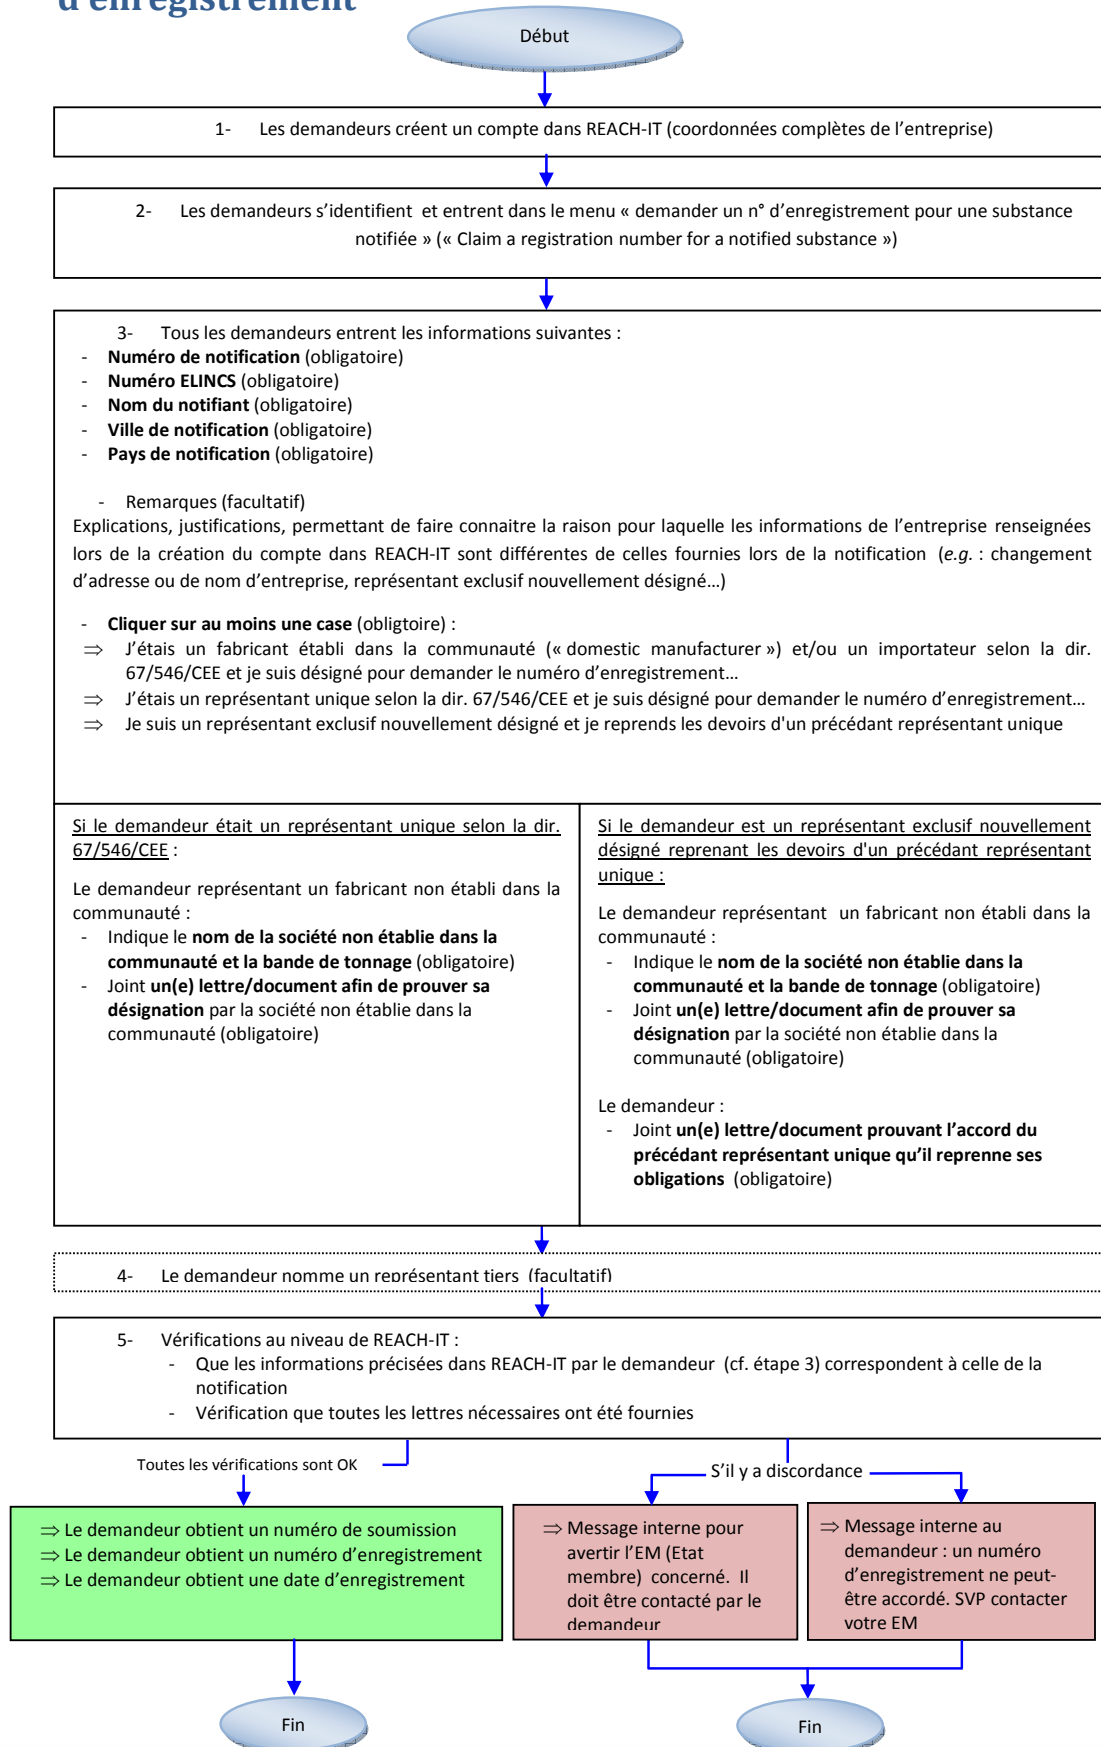 d'enregistrement
Début
1- Les demandeurs créent un compte dans REACH-IT (coordonnées complètes de l'entreprise)
2- Les demandeurs s'identifient et entrent dans le menu « demander un n° d'enregistrement pour une substance
notifiée » (« Claim a registration number for a notified substance »)
3- Tous les demandeurs entrent les informations suivantes :
- Numéro de notification (obligatoire)
- Numéro ELINCS (obligatoire)
- Nom du notifiant (obligatoire)
- Ville de notification (obligatoire)
- Pays de notification (obligatoire)
- Remarques (facultatif)
Explications, justifications, permettant de faire connaitre la raison pour laquelle les informations de l'entreprise renseignées
lors de la création du compte dans REACH-IT sont différentes de celles fournies lors de la notification (e.g. : changement
d'adresse ou de nom d'entreprise, représentant exclusif nouvellement désigné…)
- Cliquer sur au moins une case (obligtoire) :
⇒ J'étais un fabricant établi dans la communauté (« domestic manufacturer ») et/ou un importateur selon la dir.
67/546/CEE et je suis désigné pour demander le numéro d'enregistrement…
⇒ J'étais un représentant unique selon la dir. 67/546/CEE et je suis désigné pour demander le numéro d'enregistrement…
⇒ Je suis un représentant exclusif nouvellement désigné et je reprends les devoirs d'un précédant représentant unique
Si le demandeur était un représentant unique selon la dir.
67/546/CEE :
Le demandeur représentant un fabricant non établi dans la
communauté :
- Indique le nom de la société non établie dans la
communauté et la bande de tonnage (obligatoire)
- Joint un(e) lettre/document afin de prouver sa
désignation par la société non établie dans la
communauté (obligatoire)
Si le demandeur est un représentant exclusif nouvellement
désigné reprenant les devoirs d'un précédant représentant
unique :
Le demandeur représentant un fabricant non établi dans la
communauté :
- Indique le nom de la société non établie dans la
communauté et la bande de tonnage (obligatoire)
- Joint un(e) lettre/document afin de prouver sa
désignation par la société non établie dans la
communauté (obligatoire)
Le demandeur :
- Joint un(e) lettre/document prouvant l'accord du
précédant représentant unique qu'il reprenne ses
obligations (obligatoire)
4- Le demandeur nomme un représentant tiers (facultatif)
5- Vérifications au niveau de REACH-IT :
- Que les informations précisées dans REACH-IT par le demandeur (cf. étape 3) correspondent à celle de la
notification
- Vérification que toutes les lettres nécessaires ont été fournies
Toutes les vérifications sont OK
S'il y a discordance
⇒ Le demandeur obtient un numéro de soumission
⇒ Le demandeur obtient un numéro d'enregistrement
⇒ Le demandeur obtient une date d'enregistrement
⇒ Message interne pour
avertir l'EM (Etat
membre) concerné. Il
doit être contacté par le
demandeur
⇒ Message interne au
demandeur : un numéro
d'enregistrement ne peut-
être accordé. SVP contacter
votre EM
Fin
Fin